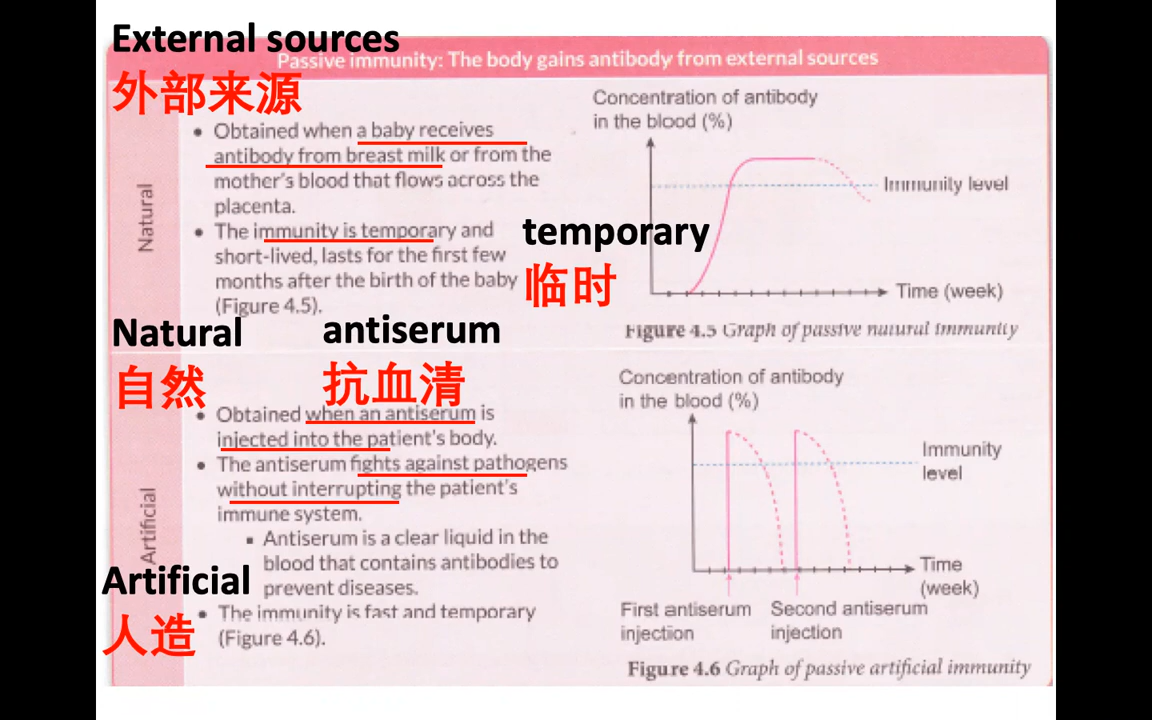 External sources
外部来源
Passive immunity: The body gains antibody from external sources
Natural
• Obtained when a baby receives
antibody from breast milk or from the
mother's blood that flows across the
placenta.
• The immunity is temporary and
short-lived, lasts for the first few
months after the birth of the baby
(Figure 4.5).
temporary
临时
Concentration of antibody
in the blood (%)
Immunity level
Time (week)
Figure 4.5 Graph of passive natural immunity
Natural
自然
antiserum
抗血清
Artificial
• Obtained when an antiserum is
injected into the patient's body.
• The antiserum fights against pathogens
without interrupting the patient's
immune system.
▪ Antiserum is a clear liquid in the
blood that contains antibodies to
prevent diseases.
• The immunity is fast and temporary
(Figure 4.6).
Artificial
人造
Concentration of antibody
in the blood (%)
Immunity
level
Time
(week)
First antiserum
injection
Second antiserum
injection
Figure 4.6 Graph of passive artificial immunity